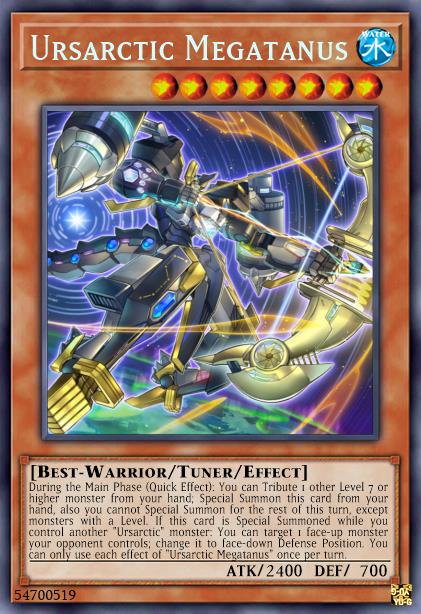 URSARCTIC MEGATANUS
WATER
水
[BEST-WARRIOR/TUNER/EFFECT]
During the Main Phase (Quick Effect): You can Tribute 1 other Level 7 or
higher monster from your hand; Special Summon this card from your
hand, also you cannot Special Summon for the rest of this turn, except
monsters with a Level. If this card is Special Summoned while you
control another "Ursarctic" monster: You can target 1 face-up monster
your opponent controls; change it to face-down Defense Position. You
can only use each effect of "Ursarctic Megatanus" once per turn.
ATK/2400 DEF/ 700
54700519